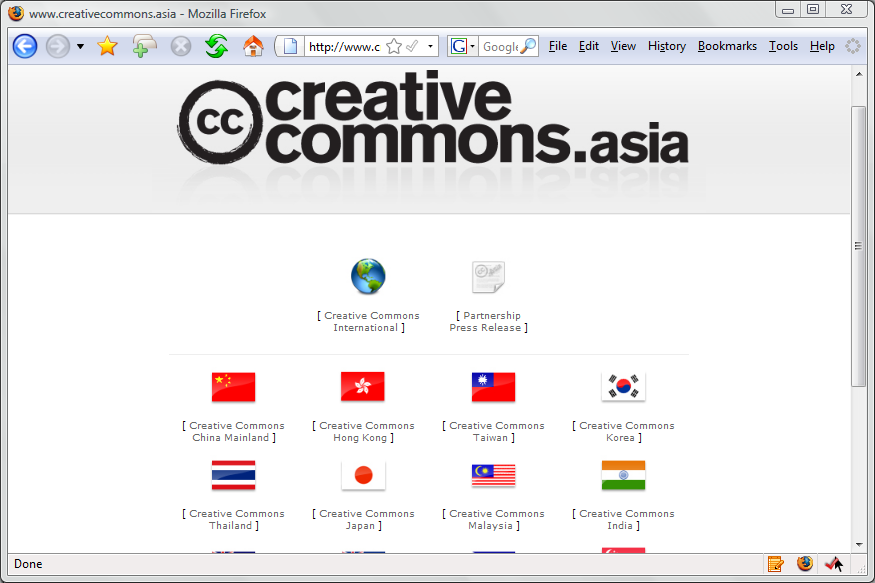 www.creativecommons.asia - Mozilla Firefox
http://www.c
G
Google
File Edit View History Bookmarks Tools Help
cc creative
commons.asia
[ Creative Commons
International ]
[ Partnership
Press Release ]
[ Creative Commons
China Mainland ]
[ Creative Commons
Hong Kong ]
[ Creative Commons
Taiwan ]
[ Creative Commons
Korea ]
[ Creative Commons
Thailand ]
[ Creative Commons
Japan ]
[ Creative Commons
Malaysia ]
[ Creative Commons
India ]
Done